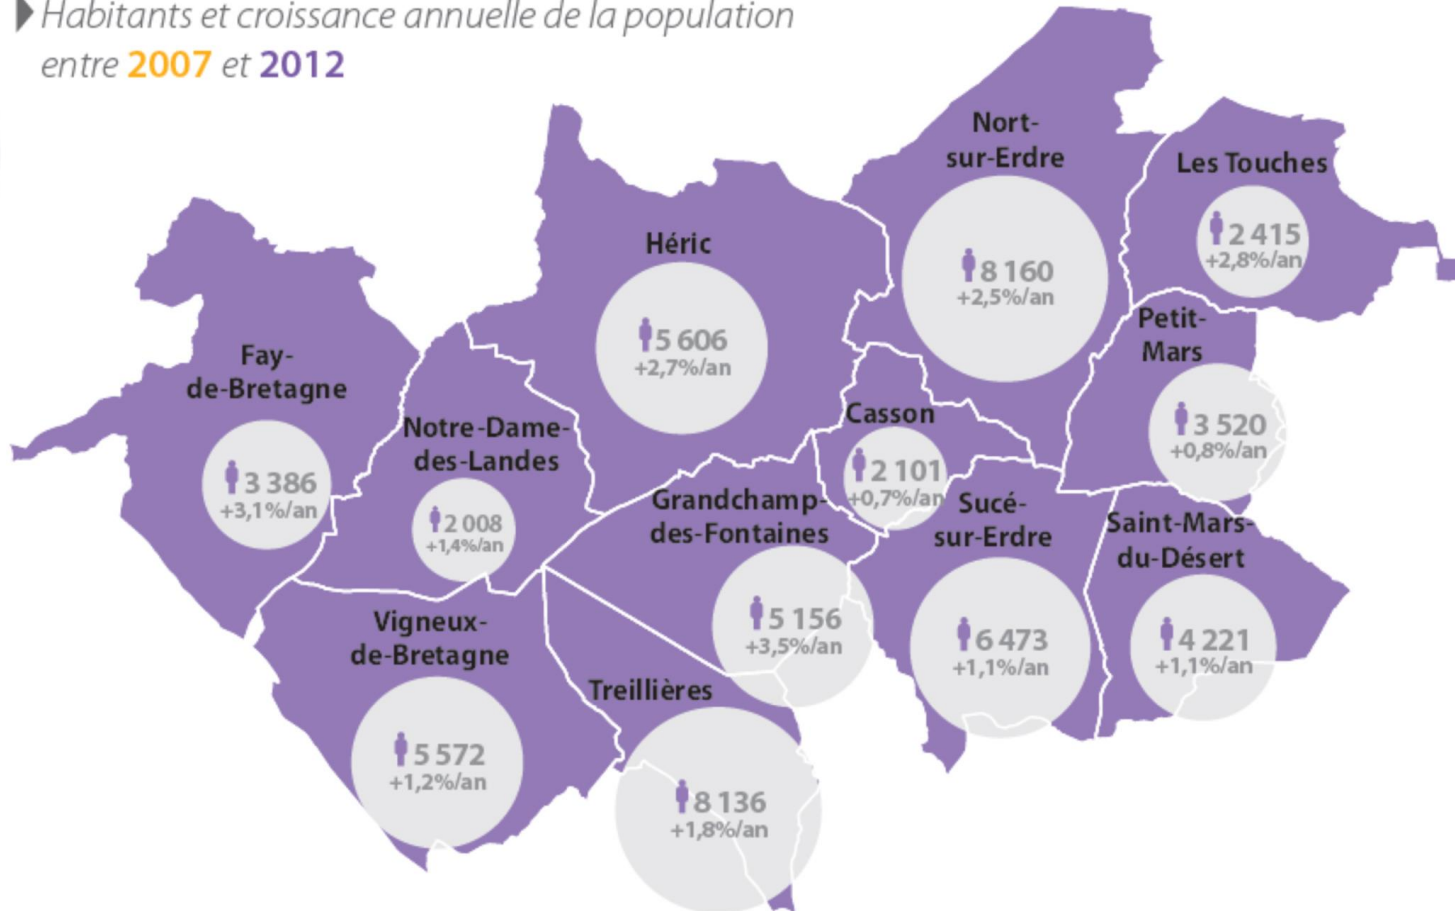 Habitants et croissance annuelle de la population
entre 2007 et 2012
Nort-
sur-Erdre
8 160
+2,5%/an
Les Touches
2 415
+2,8%/an
Héric
5 606
+2,7%/an
Petit-
Mars
3 520
+0,8%/an
Fay-
de-Bretagne
3 386
+3,1%/an
Notre-Dame-
des-Landes
2 008
+1,4%/an
Casson
2 101
+0,7%/an
Grandchamp-
des-Fontaines
5 156
+3,5%/an
Sucé-
sur-Erdre
6 473
+1,1%/an
Saint-Mars-
du-Désert
4 221
+1,1%/an
Vigneux-
de-Bretagne
5 572
+1,2%/an
Treillières
8 136
+1,8%/an